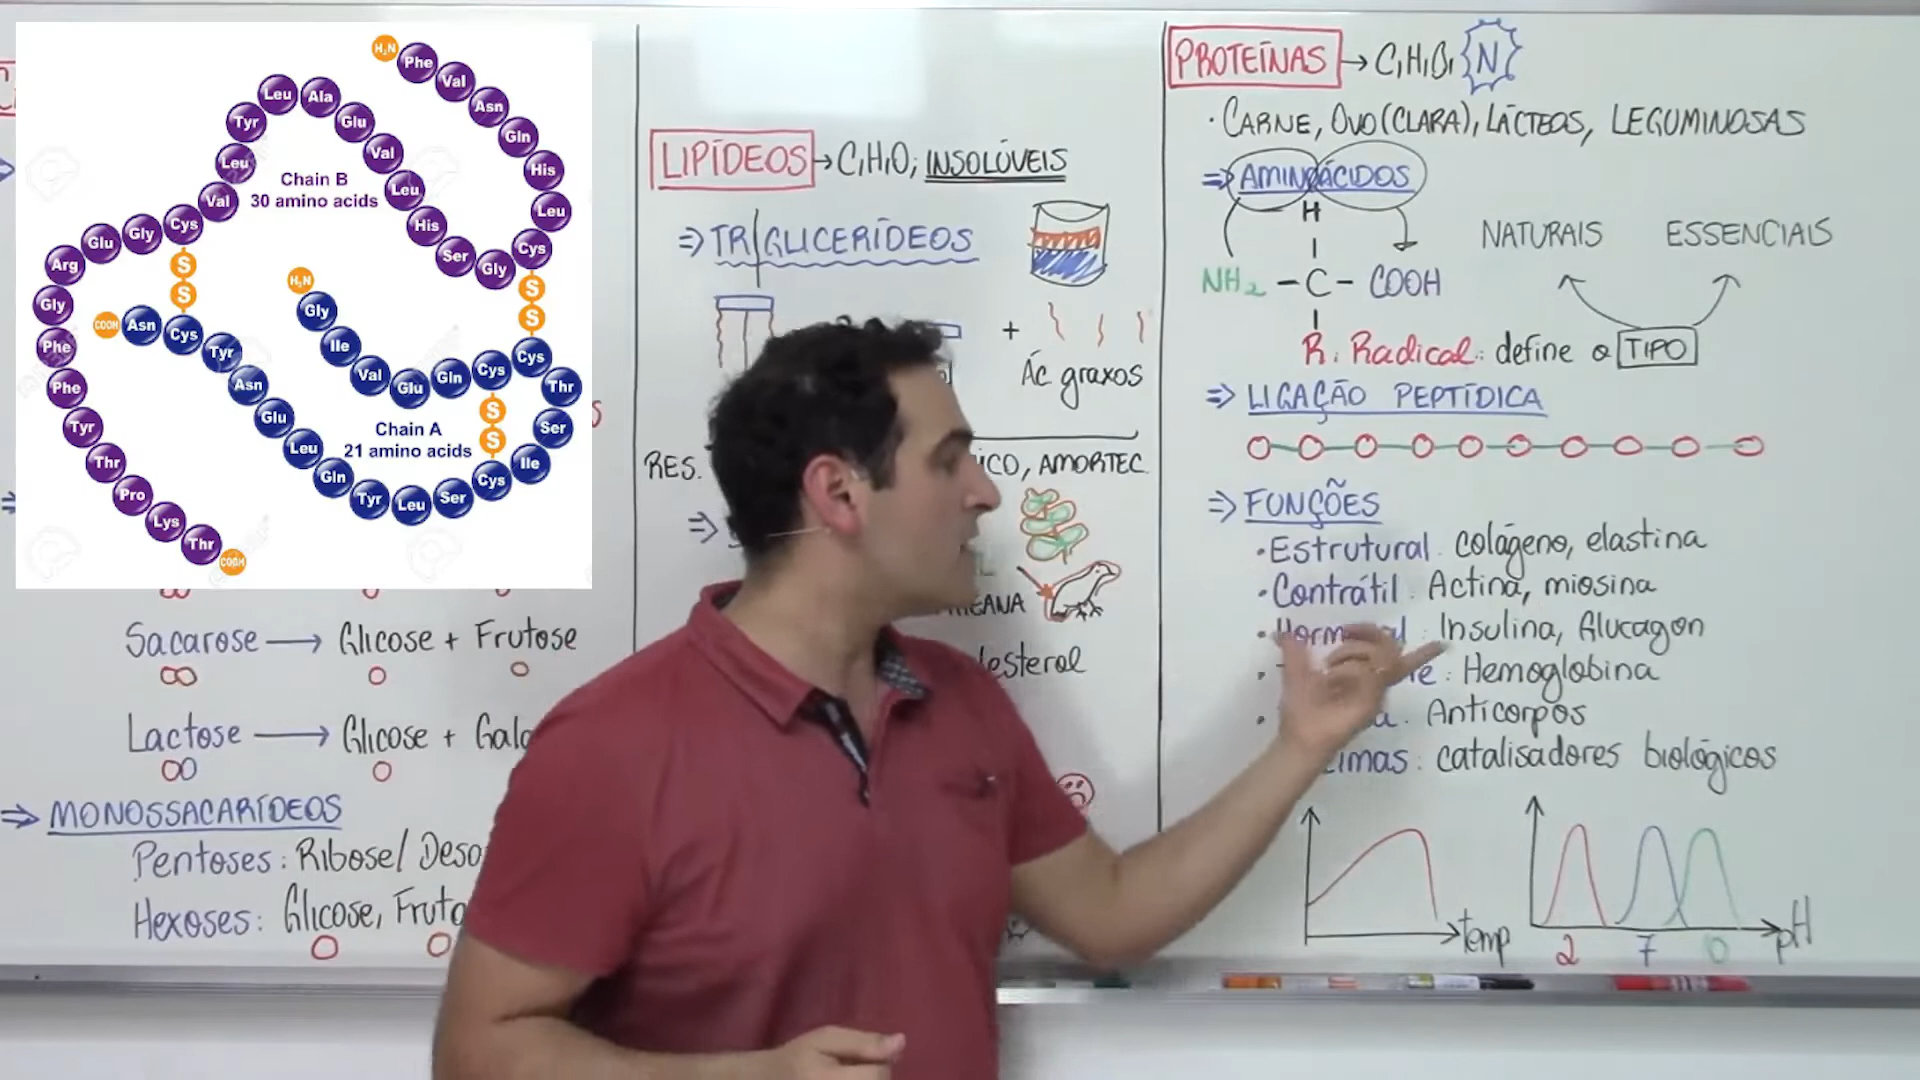 H₂N
Phe
Val
Asn
Gln
His
Leu
Cys
Gly
Ser
His
Leu
Val
Glu
Ala
Leu
Tyr
Leu
Val
Cys
Gly
Glu
Arg
Gly
Phe
Phe
Tyr
Thr
Pro
Lys
Thr
COOH
Chain B
30 amino acids
S
S
S
S
H₂N
Gly
Ile
Val
Glu
Gln
Cys
Cys
Thr
Ser
Ile
Cys
Ser
Leu
Tyr
Gln
Leu
Glu
Asn
Tyr
Cys
Asn
COOH
S
S
Chain A
21 amino acids
Sacarose → Glicose + Frutose
Lactose → Glicose +
⇒ MONOSSACARÍDEOS
Pentoses: Ribose/
Hexoses: Glicose,
LIPÍDEOS → C,H,O; INSOLÚVEIS
⇒ TRIGLICERÍDEOS
+
Ác graxos
RES. AMORTEC.
⇒
PROTEÍNAS → C,H,O, N
· CARNE, OVO (CLARA), LÁCTEOS, LEGUMINOSAS
⇒ AMINOÁCIDOS
H
NATURAIS ESSENCIAIS
NH₂ – C – COOH
R: Radical: define o TIPO
⇒ LIGAÇÃO PEPTÍDICA
⇒ FUNÇÕES
· Estrutural: colágeno, elastina
· Contrátil: Actina, miosina
· Insulina, Glucagon
· : Hemoglobina
· : Anticorpos
: catalisadores biológicos
temp
2 7 pH